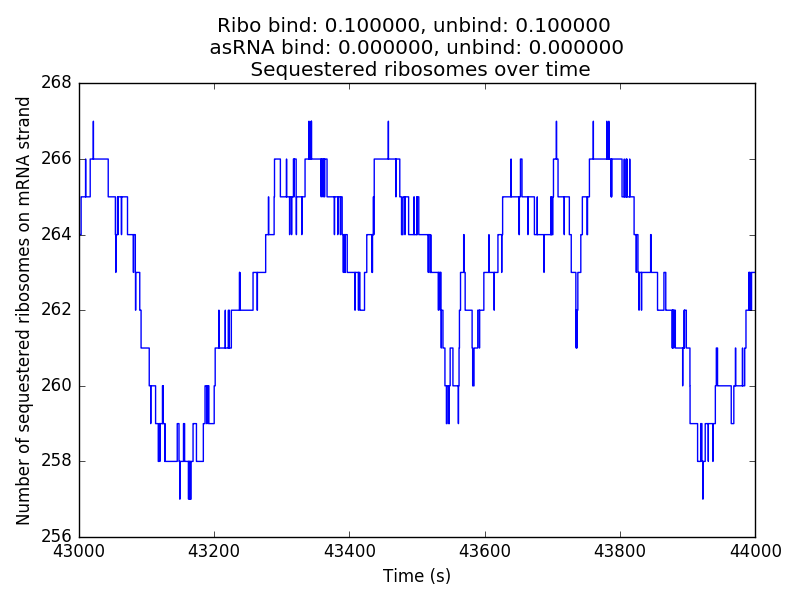 Ribo bind: 0.100000, unbind: 0.100000
asRNA bind: 0.000000, unbind: 0.000000
Sequestered ribosomes over time
Number of sequestered ribosomes on mRNA strand
268
266
264
262
260
258
256
43000 43200 43400 43600 43800 44000
Time (s)